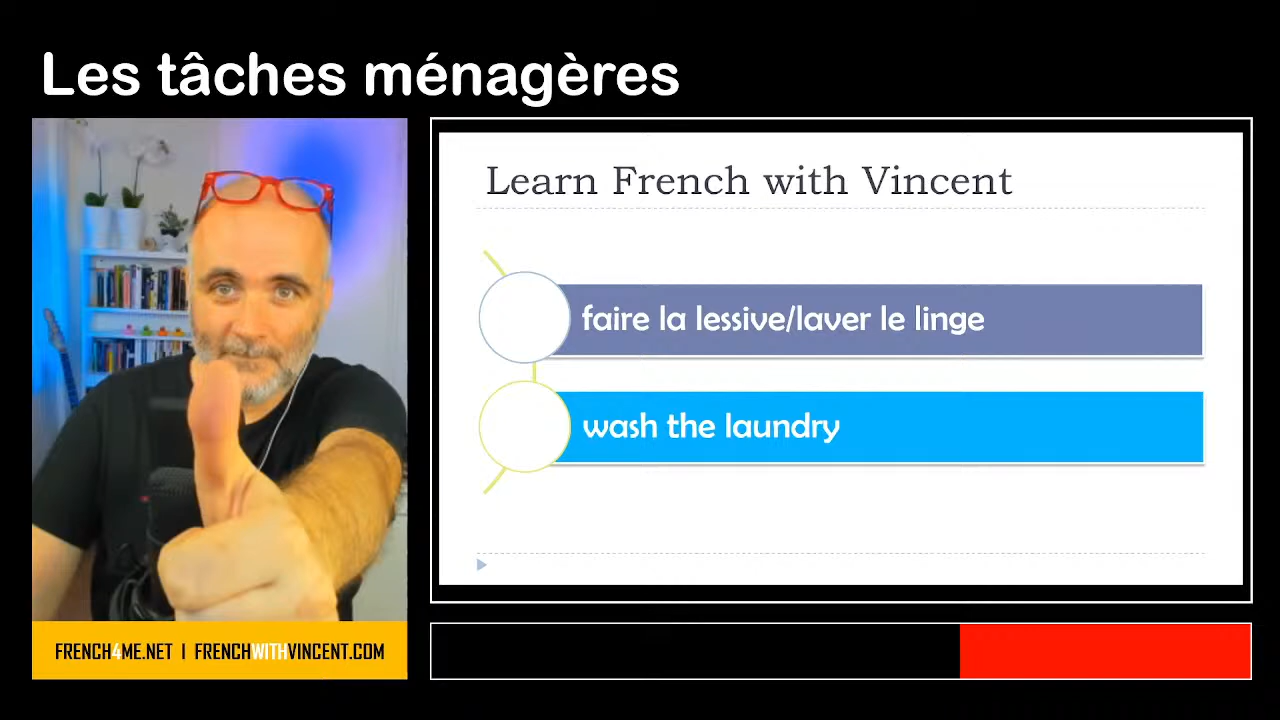 Les tâches ménagères
Learn French with Vincent
faire la lessive/laver le linge
wash the laundry
FRENCH4ME.NET I FRENCHWITHVINCENT.COM